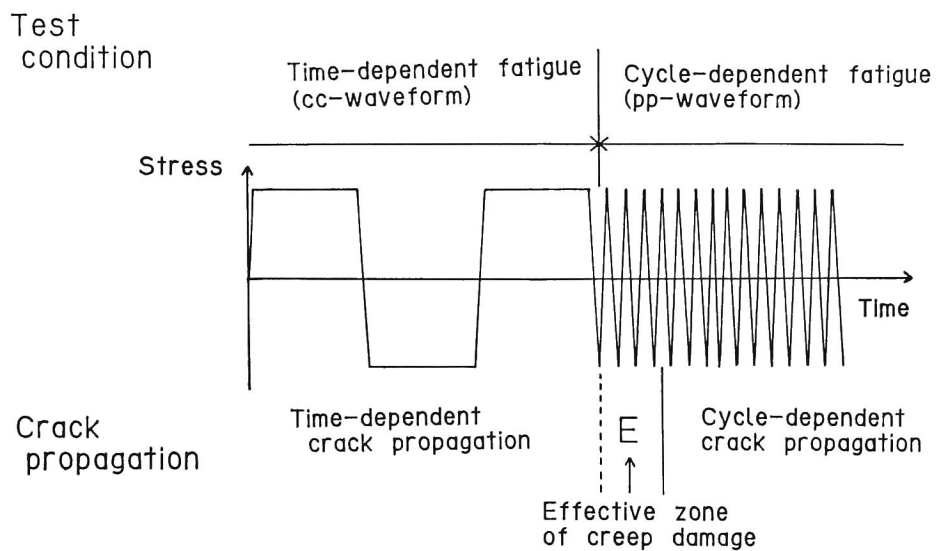 Test
condition
Time-dependent fatigue
(cc-waveform)
Cycle-dependent fatigue
(pp-waveform)
Stress
Time
Crack
propagation
Time-dependent
crack propagation
E
Cycle-dependent
crack propagation
Effective zone
of creep damage